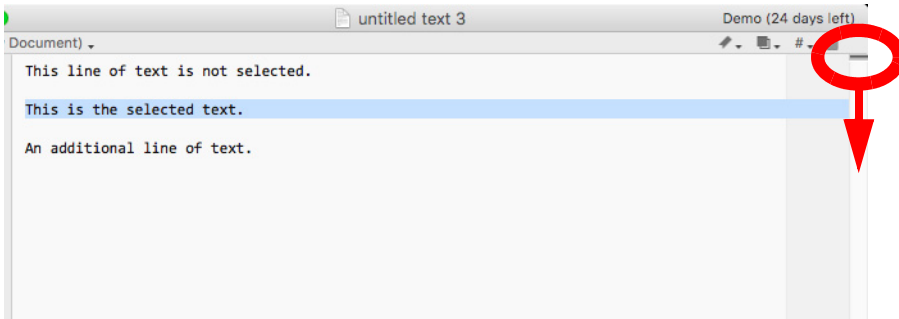 untitled text 3
Demo (24 days left)
Document)
#
This line of text is not selected.
This is the selected text.
An additional line of text.